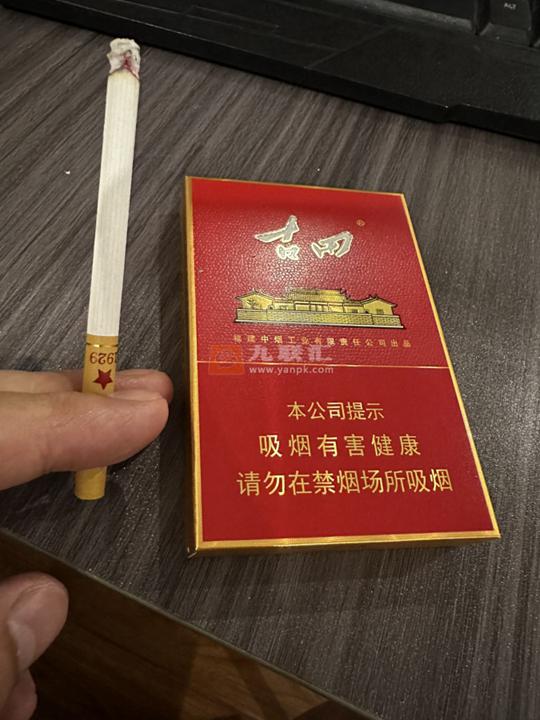 ALT
古田®
福建中烟工业有限责任公司出品
九联汇
www.yanpk.com
本公司提示
吸烟有害健康
请勿在禁烟场所吸烟
1929